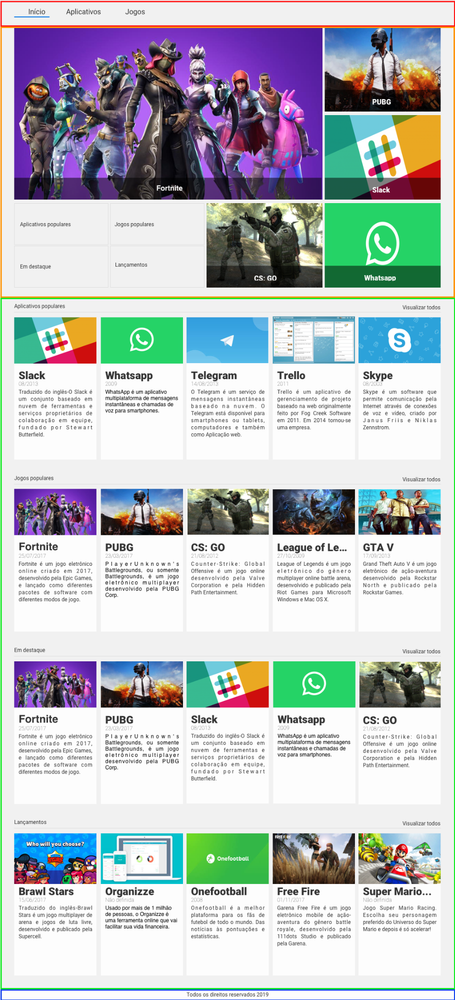 Início Aplicativos Jogos
PUBG
Fortnite
Slack
Aplicativos populares
Jogos populares
Em destaque
Lançamentos
CS: GO
Whatsapp
Aplicativos populares
Visualizar todos
Slack
08/2013
Traduzido do inglês-O Slack é
um conjunto baseado em
nuvem de ferramentas e
serviços proprietários de
colaboração em equipe,
fundado por Stewart
Butterfield.
Whatsapp
2009
WhatsApp é um aplicativo
multiplataforma de mensagens
instantâneas e chamadas de
voz para smartphones.
Telegram
14/08/2013
O Telegram é um serviço de
mensagens instantâneas
baseado na nuvem. O
Telegram está disponível para
smartphones ou tablets,
computadores e também
como Aplicação web.
Trello
2011
Trello é um aplicativo de
gerenciamento de projeto
baseado na web originalmente
feito por Fog Creek Software
em 2011. Em 2014 tornou-se
uma empresa.
S
Skype
08/2003
Skype é um software que
permite comunicação pela
Internet através de conexões
de voz e vídeo, criado por
Janus Friis e Niklas
Zennstrom.
Jogos populares
Visualizar todos
Fortnite
25/07/2017
Fortnite é um jogo eletrônico
online criado em 2017,
desenvolvido pela Epic Games,
e lançado como diferentes
pacotes de software com
diferentes modos de jogo.
PUBG
23/03/2017
PlayerUnknown's
Battlegrounds, ou somente
Battlegrounds, é um jogo
eletrônico multiplayer
desenvolvido pela PUBG
Corp.
CS: GO
21/08/2012
Counter-Strike: Global
Offensive é um jogo online
desenvolvido pela Valve
Corporation e pela Hidden
Path Entertainment.
League of Le...
27/10/2009
League of Legends é um jogo
eletrônico do gênero
multiplayer online battle arena,
desenvolvido e publicado pela
Riot Games para Microsoft
Windows e Mac OS X.
GTA V
17/09/2013
Grand Theft Auto V é um jogo
eletrônico de ação-aventura
desenvolvido pela Rockstar
North e publicado pela
Rockstar Games.
Em destaque
Visualizar todos
Fortnite
25/07/2017
Fortnite é um jogo eletrônico
online criado em 2017,
desenvolvido pela Epic Games,
e lançado como diferentes
pacotes de software com
diferentes modos de jogo.
PUBG
23/03/2017
PlayerUnknown's
Battlegrounds, ou somente
Battlegrounds, é um jogo
eletrônico multiplayer
desenvolvido pela PUBG
Corp.
Slack
08/2013
Traduzido do inglês-O Slack é
um conjunto baseado em
nuvem de ferramentas e
serviços proprietários de
colaboração em equipe,
fundado por Stewart
Butterfield.
Whatsapp
2009
WhatsApp é um aplicativo
multiplataforma de mensagens
instantâneas e chamadas de
voz para smartphones.
CS: GO
21/08/2012
Counter-Strike: Global
Offensive é um jogo online
desenvolvido pela Valve
Corporation e pela Hidden
Path Entertainment.
Lançamentos
Visualizar todos
Who will you choose?
Brawl Stars
15/06/2017
Traduzido do inglês-Brawl
Stars é um jogo multiplayer de
arena e jogos de luta livre,
desenvolvido e publicado pela
Supercell.
Organizze
Não definida
Usado por mais de 1 milhão
de pessoas, o Organizze é
uma ferramenta online que vai
facilitar sua vida financeira.
Onefootball
Onefootball
2008
Onefootball é a melhor
plataforma para os fãs de
futebol de todo o mundo. Das
notícias às pontuações e
estatísticas.
FREE FIRE
Free Fire
01/11/2017
Garena Free Fire é um jogo
eletrônico mobile de ação-
aventura do gênero battle
royale, desenvolvido pela
111dots Studio e publicado
pela Garena.
Super Mario...
Não definida
Jogo Super Mario Racing.
Escolha seu personagem
preferido do Universo do Super
Mario e depois é só acelerar!
Todos os direitos reservados 2019